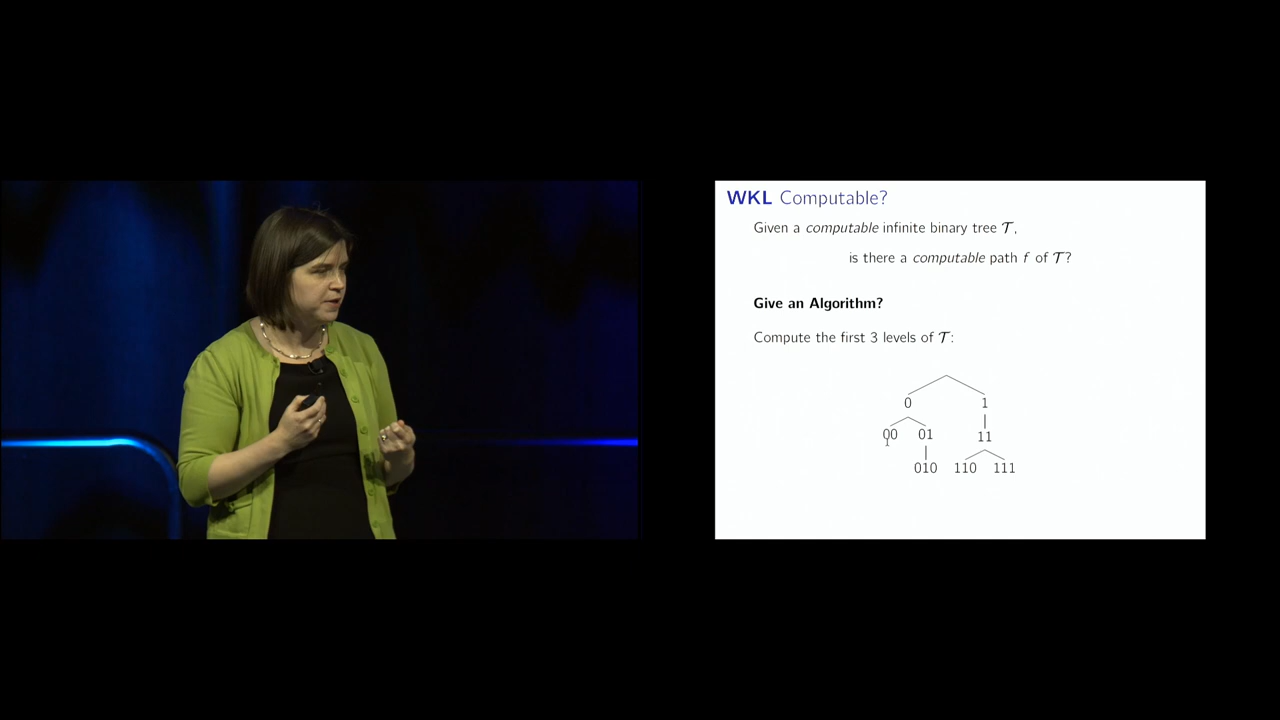 WKL Computable?
Given a computable infinite binary tree 𝒯,
is there a computable path f of 𝒯?
Give an Algorithm?
Compute the first 3 levels of 𝒯:
0 1
00 01 11
010 110 111